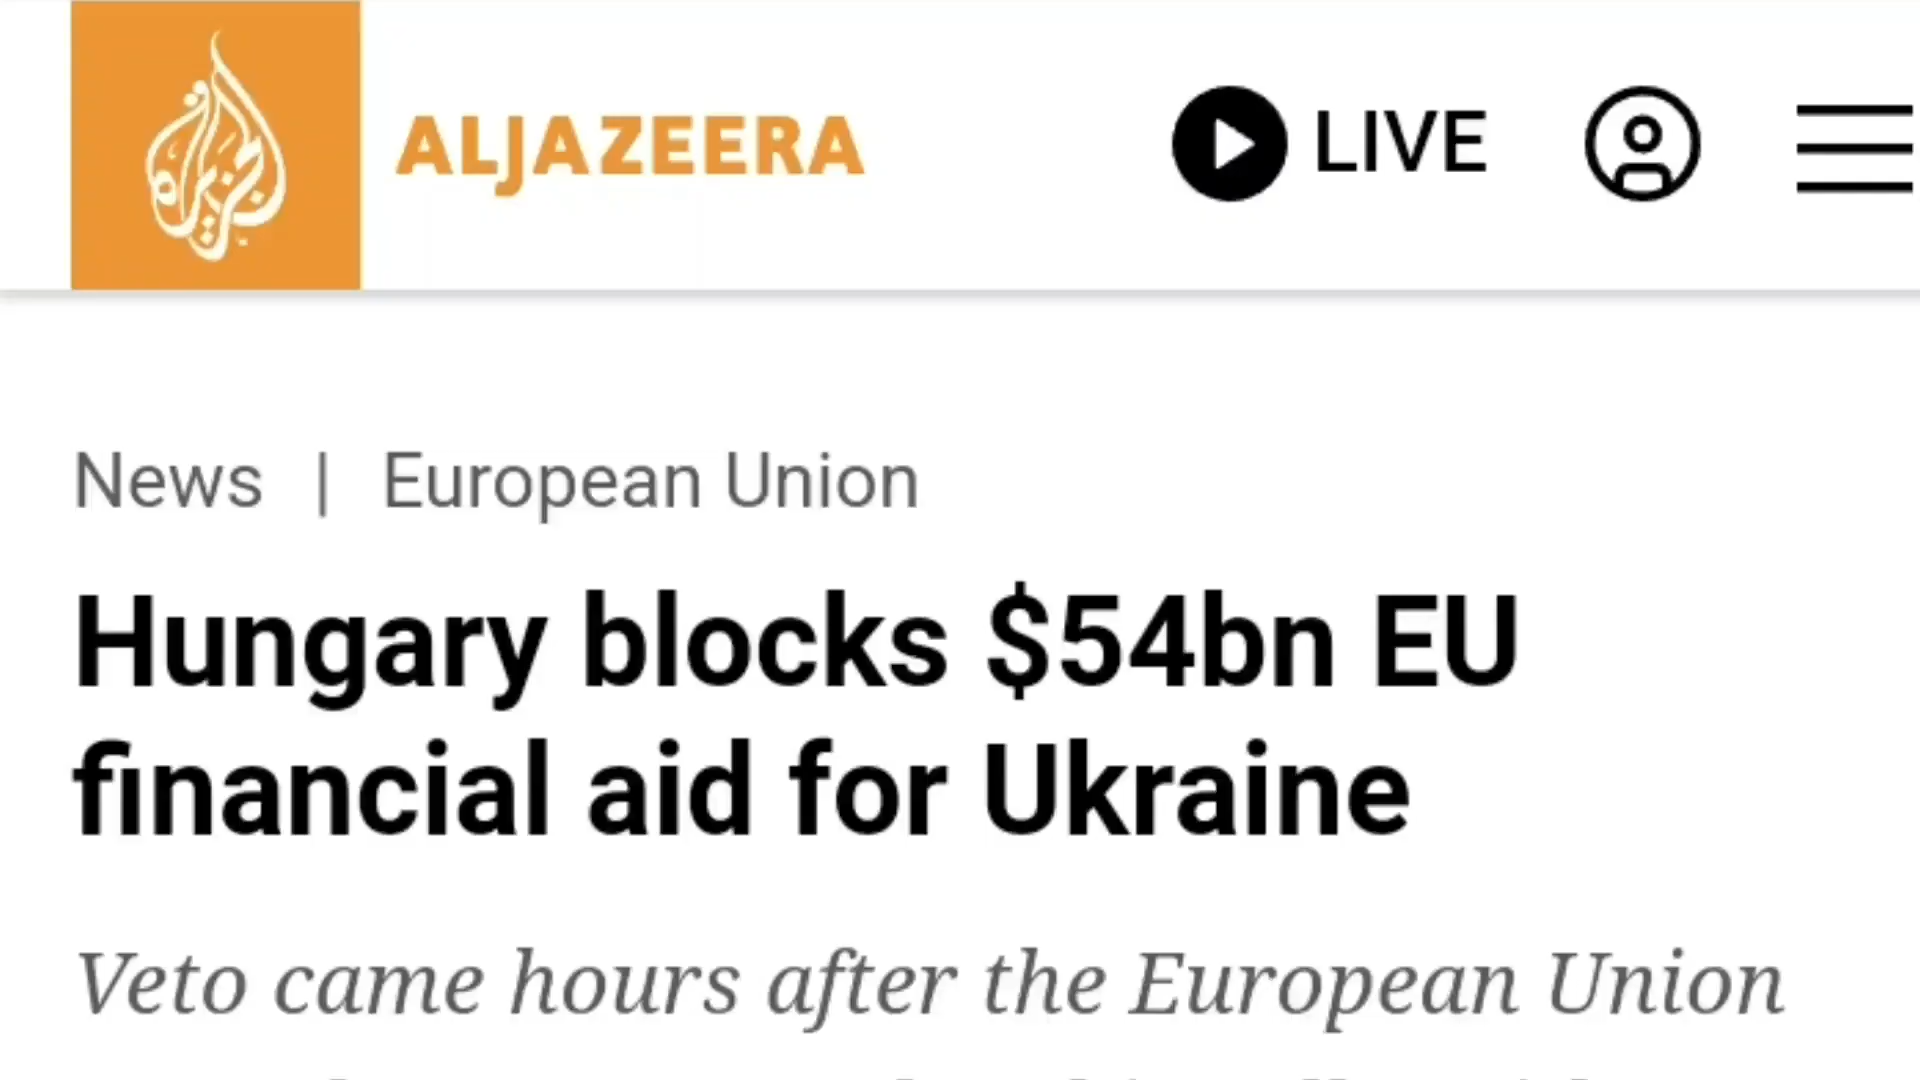 ALJAZEERA
LIVE
News | European Union
Hungary blocks $54bn EU
financial aid for Ukraine
Veto came hours after the European Union